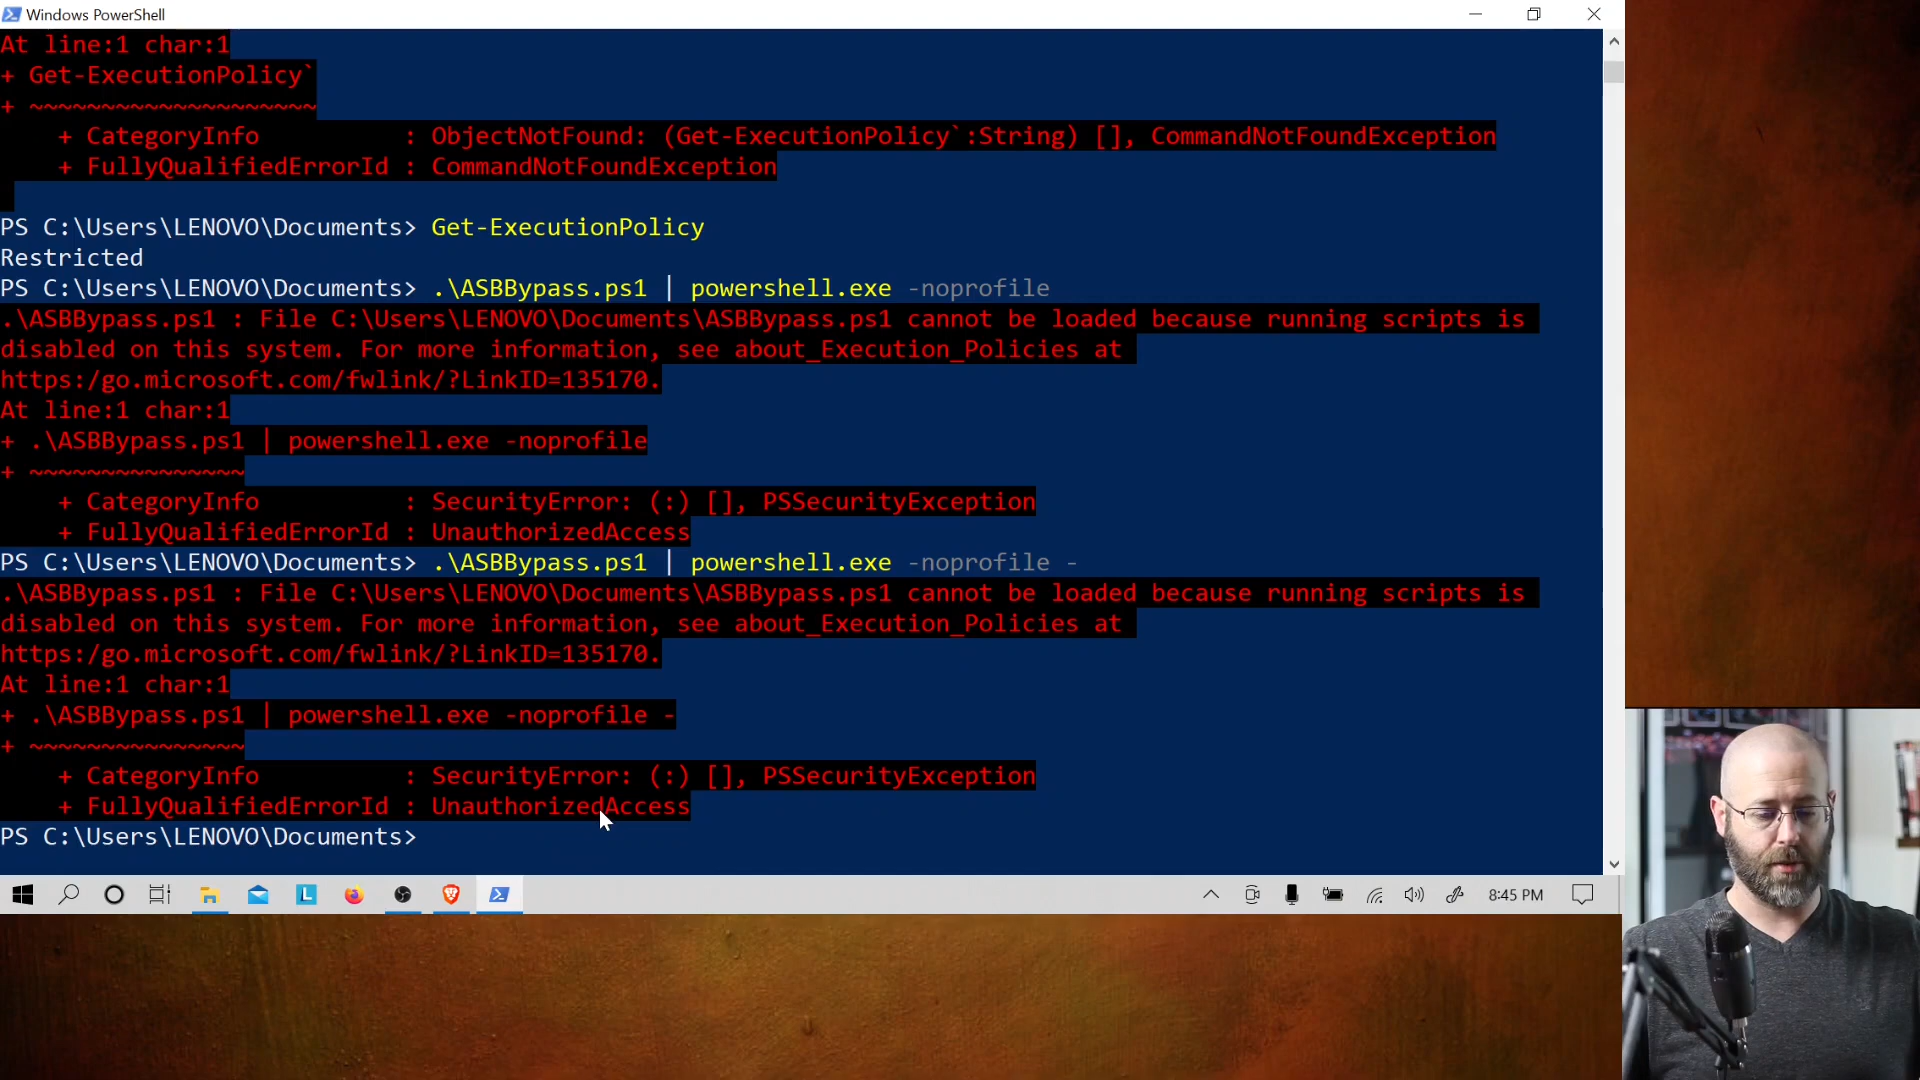 Windows PowerShell
At line:1 char:1
+ Get-ExecutionPolicy`
+ ~~~~~~~~~~~~~~~~~~~~
    + CategoryInfo          : ObjectNotFound: (Get-ExecutionPolicy`:String) [], CommandNotFoundException
    + FullyQualifiedErrorId : CommandNotFoundException
PS C:\Users\LENOVO\Documents> Get-ExecutionPolicy
Restricted
PS C:\Users\LENOVO\Documents> .\ASBBypass.ps1 | powershell.exe -noprofile
.\ASBBypass.ps1 : File C:\Users\LENOVO\Documents\ASBBypass.ps1 cannot be loaded because running scripts is
disabled on this system. For more information, see about_Execution_Policies at
https:/go.microsoft.com/fwlink/?LinkID=135170.
At line:1 char:1
+ .\ASBBypass.ps1 | powershell.exe -noprofile
+ ~~~~~~~~~~~~~~~
    + CategoryInfo          : SecurityError: (:) [], PSSecurityException
    + FullyQualifiedErrorId : UnauthorizedAccess
PS C:\Users\LENOVO\Documents> .\ASBBypass.ps1 | powershell.exe -noprofile -
.\ASBBypass.ps1 : File C:\Users\LENOVO\Documents\ASBBypass.ps1 cannot be loaded because running scripts is
disabled on this system. For more information, see about_Execution_Policies at
https:/go.microsoft.com/fwlink/?LinkID=135170.
At line:1 char:1
+ .\ASBBypass.ps1 | powershell.exe -noprofile -
+ ~~~~~~~~~~~~~~~
    + CategoryInfo          : SecurityError: (:) [], PSSecurityException
    + FullyQualifiedErrorId : UnauthorizedAccess
PS C:\Users\LENOVO\Documents>
L
8:45 PM